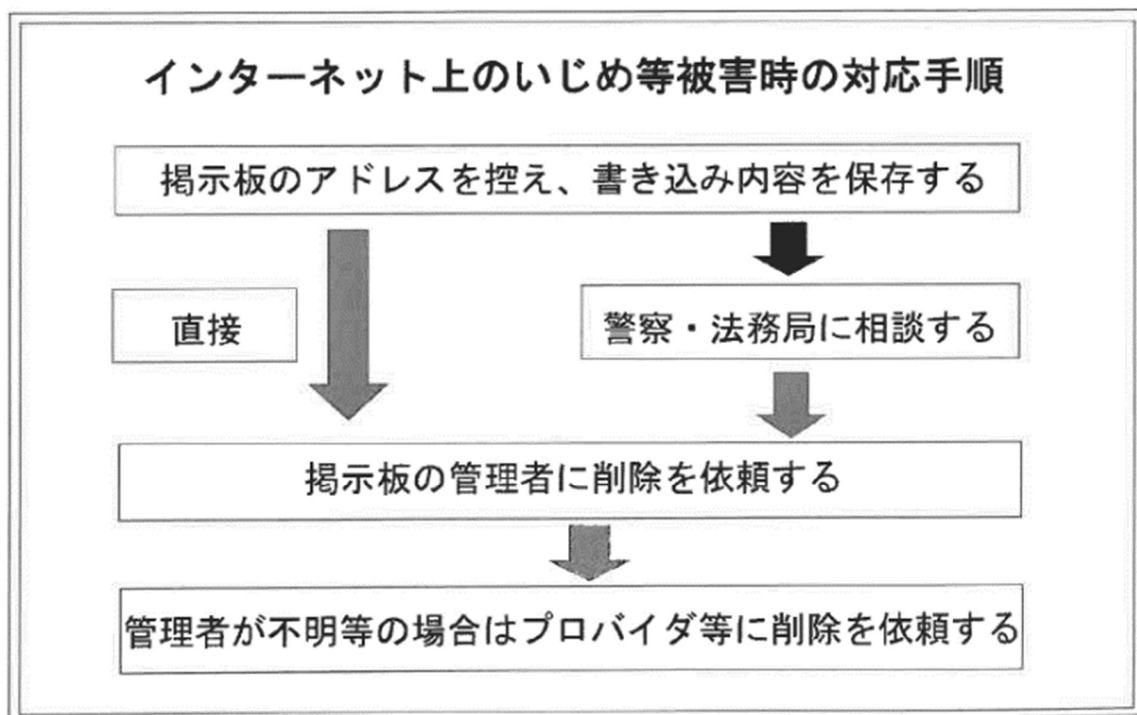 インターネット上のいじめ等被害時の対応手順
掲示板のアドレスを控え、書き込み内容を保存する
直接
警察・法務局に相談する
掲示板の管理者に削除を依頼する
管理者が不明等の場合はプロバイダ等に削除を依頼する